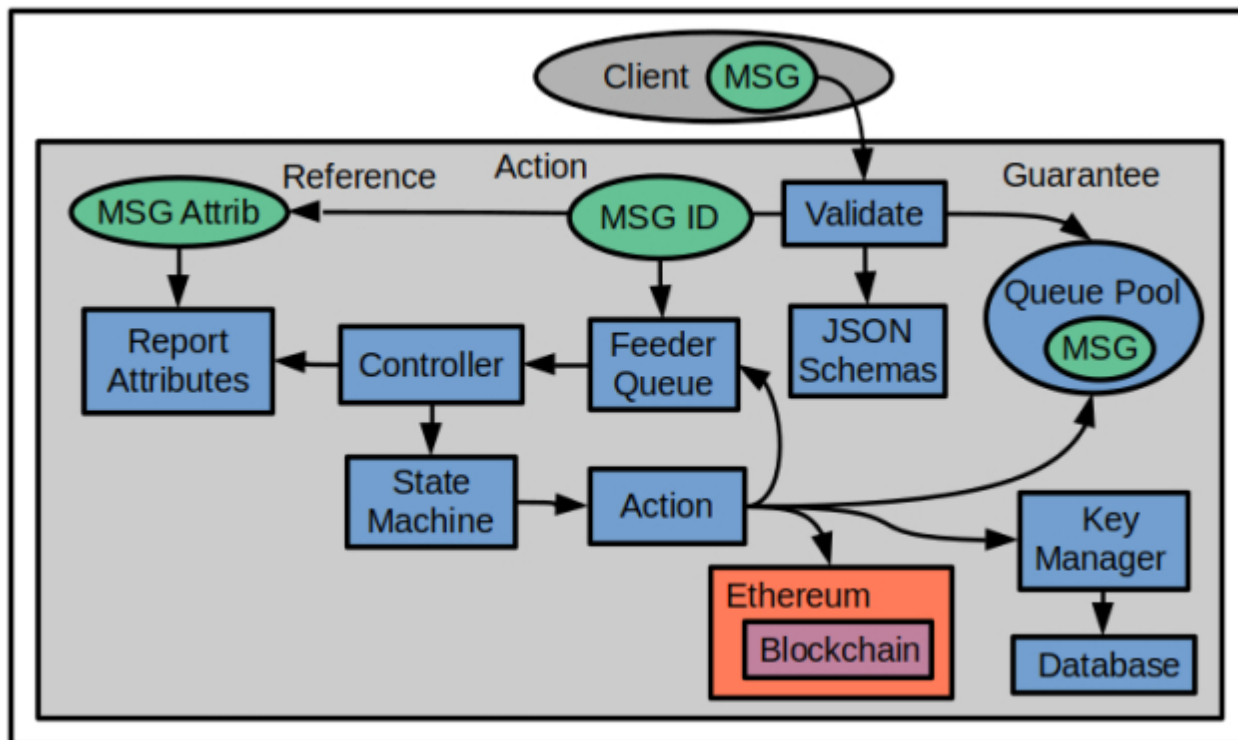 Client MSG
Reference
Action
Guarantee
MSG Attrib
MSG ID
Validate
Queue Pool
MSG
Report
Attributes
Controller
Feeder
Queue
JSON
Schemas
State
Machine
Action
Key
Manager
Ethereum
Blockchain
Database